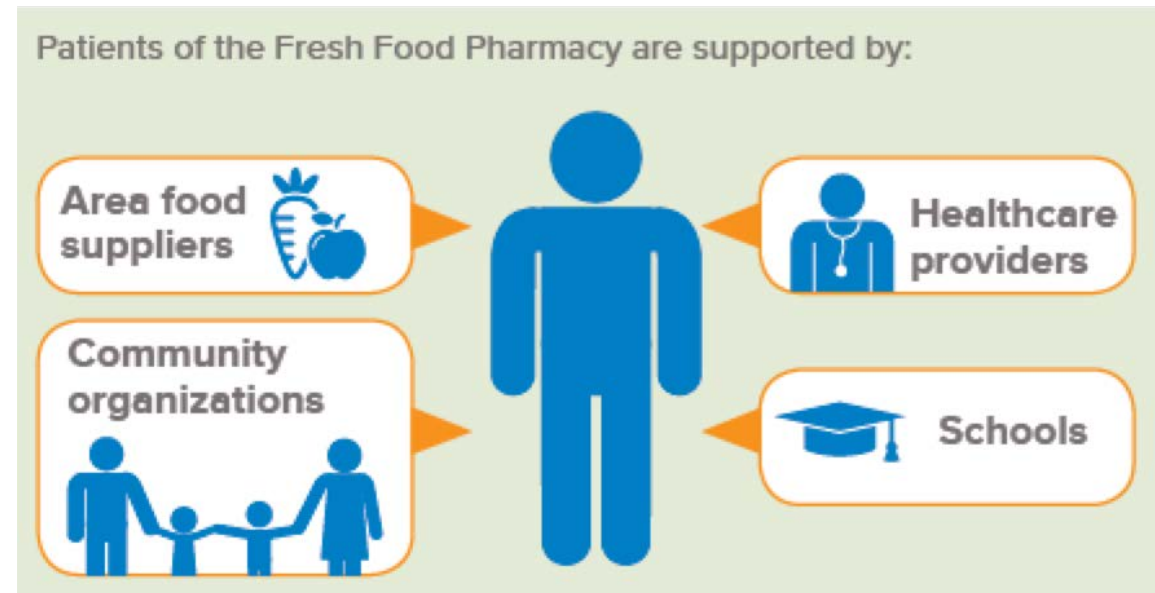 Patients of the Fresh Food Pharmacy are supported by:
Area food
suppliers
Healthcare
providers
Community
organizations
Schools